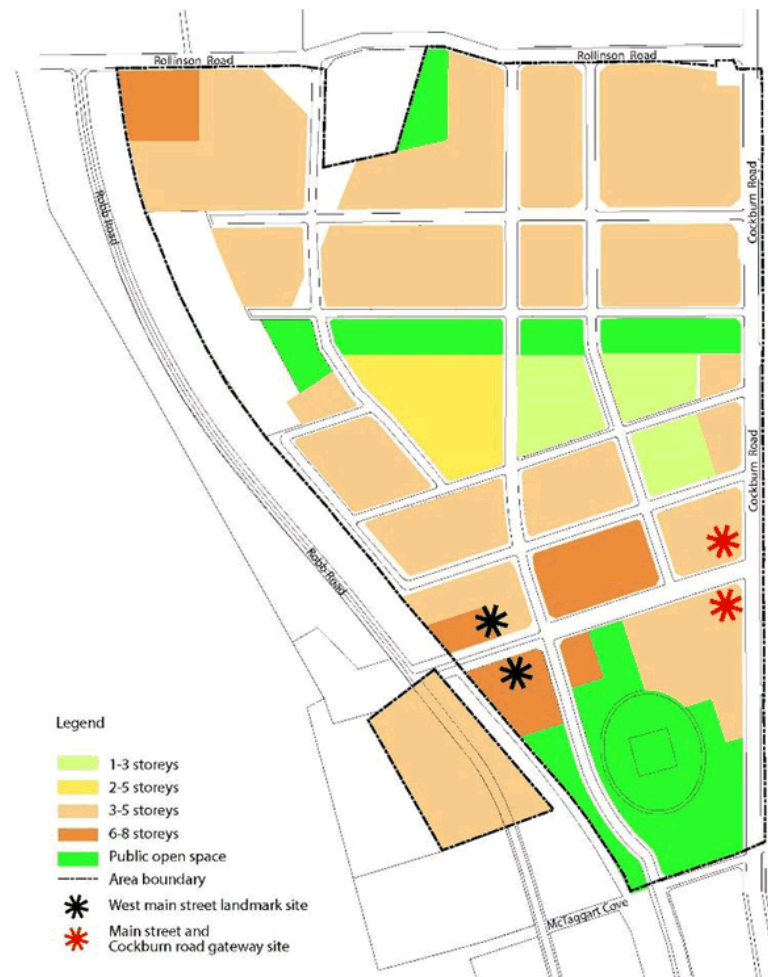 Rollinson Road
Rollinson Road
Cockburn Road
Robb Road
Cockburn Road
Robb Road
Legend
1-3 storeys
2-5 storeys
3-5 storeys
6-8 storeys
Public open space
Area boundary
West main street landmark site
Main street and
Cockburn road gateway site
McTaggart Cove